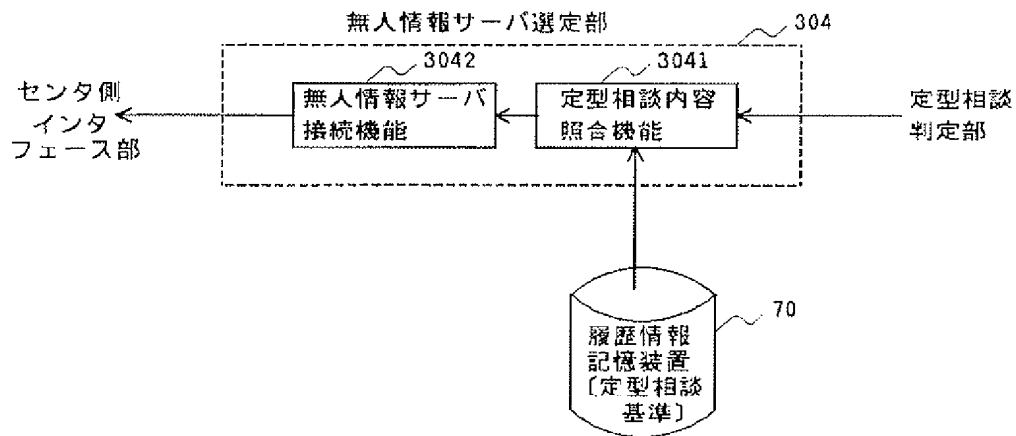 無人情報サーバ選定部
304
3042
3041
センタ側
インタ
フェース部
無人情報サーバ
接続機能
定型相談内容
照合機能
定型相談
判定部
70
履歴情報
記憶装置
〔定型相談
基準〕